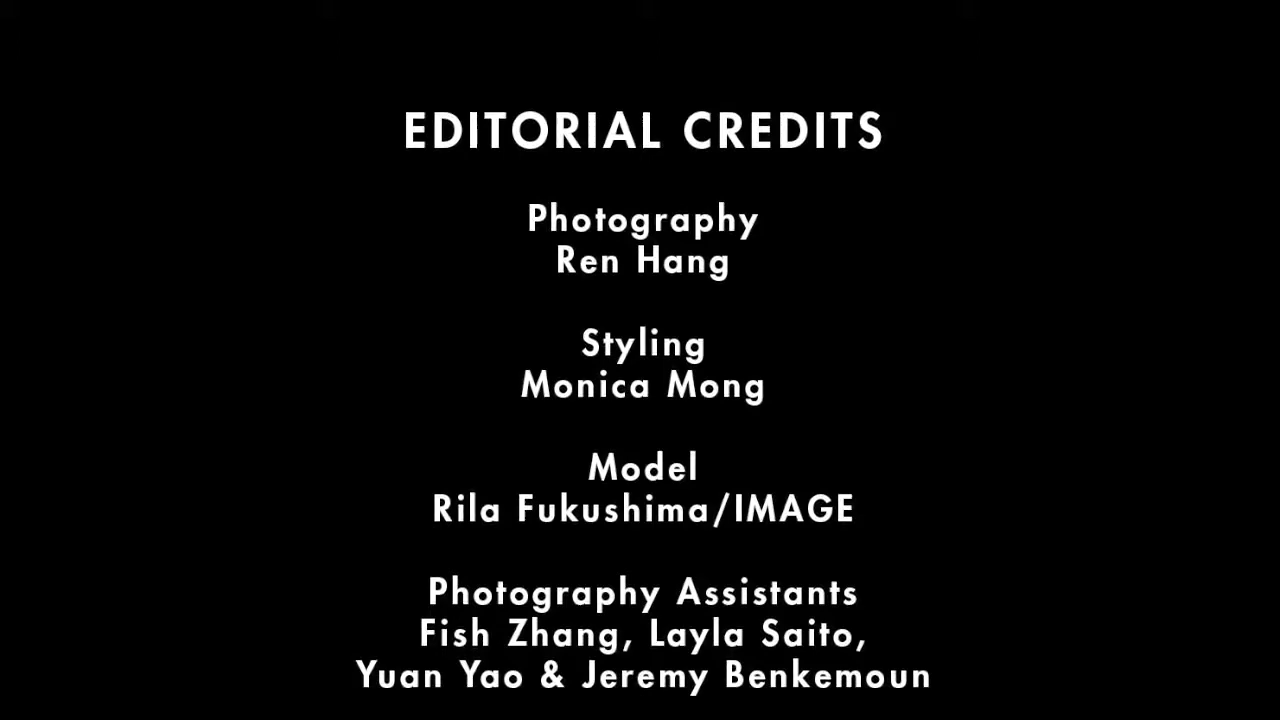 EDITORIAL CREDITS
Photography
Ren Hang
Styling
Monica Mong
Model
Rila Fukushima/IMAGE
Photography Assistants
Fish Zhang, Layla Saito,
Yuan Yao & Jeremy Benkemoun